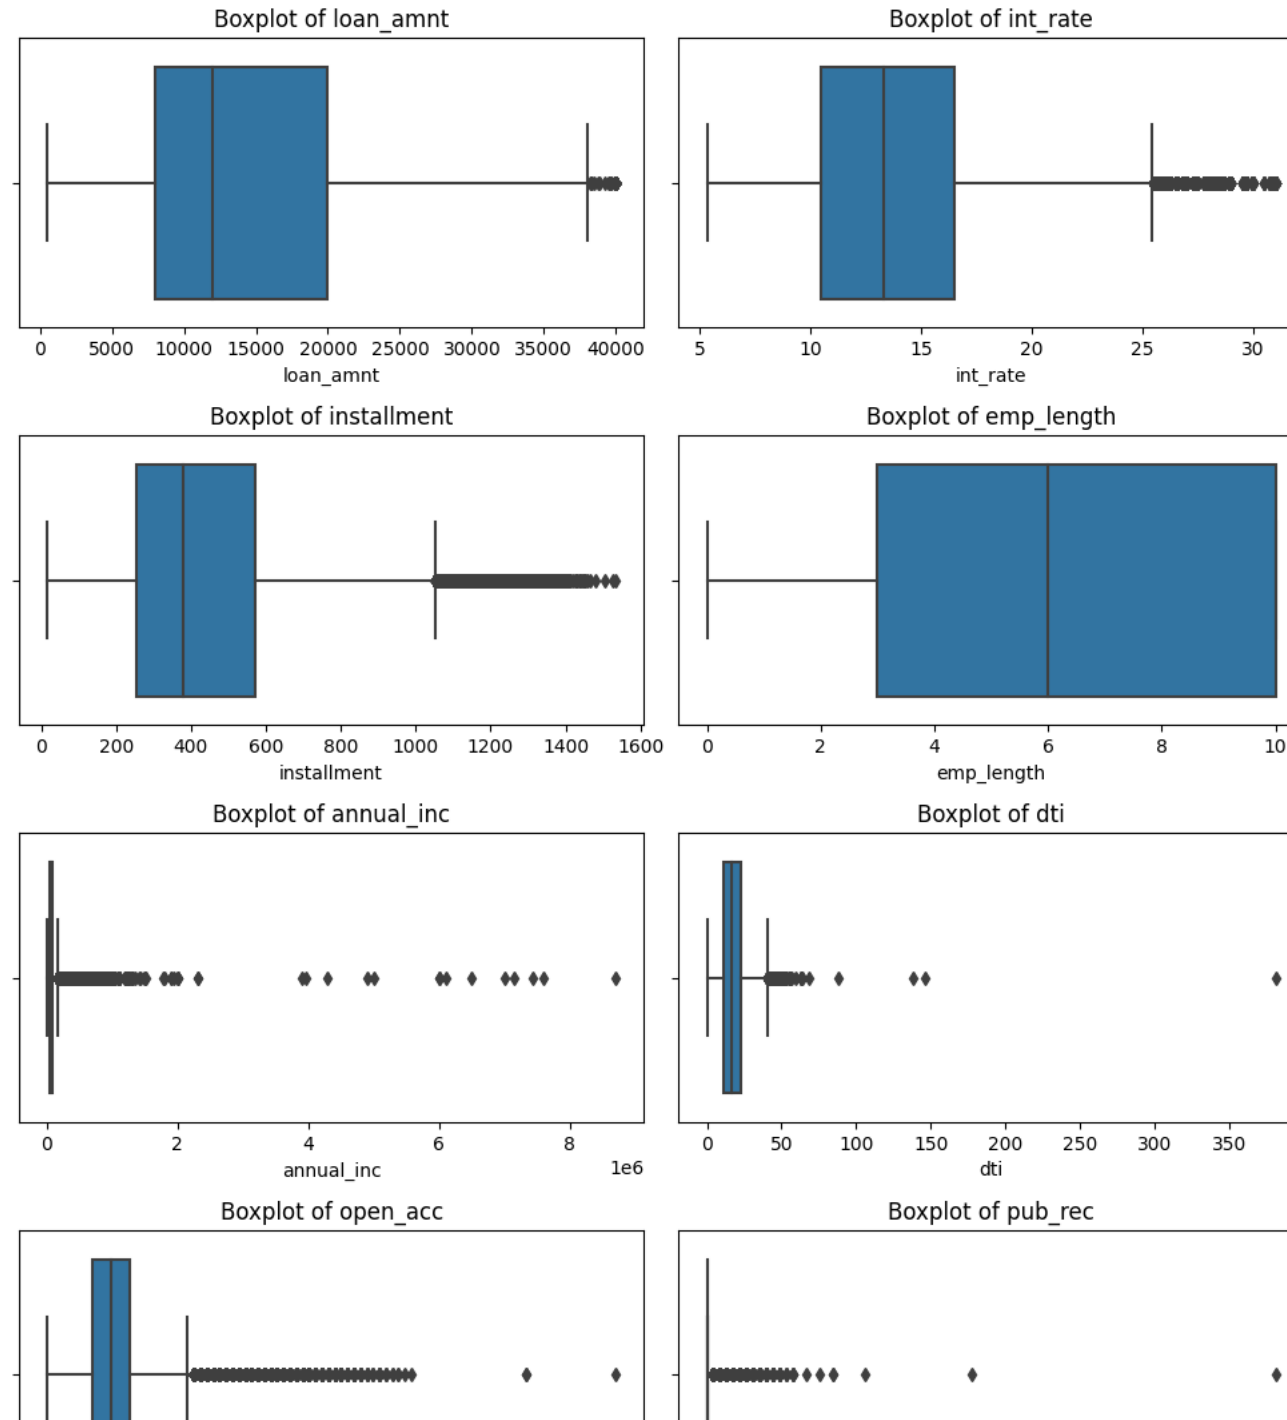 Boxplot of loan_amnt
0 5000 10000 15000 20000 25000 30000 35000 40000
loan_amnt
Boxplot of int_rate
5 10 15 20 25 30
int_rate
Boxplot of installment
0 200 400 600 800 1000 1200 1400 1600
installment
Boxplot of emp_length
0 2 4 6 8 10
emp_length
Boxplot of annual_inc
0 2 4 6 8
annual_inc
1e6
Boxplot of dti
0 50 100 150 200 250 300 350
dti
Boxplot of open_acc
Boxplot of pub_rec